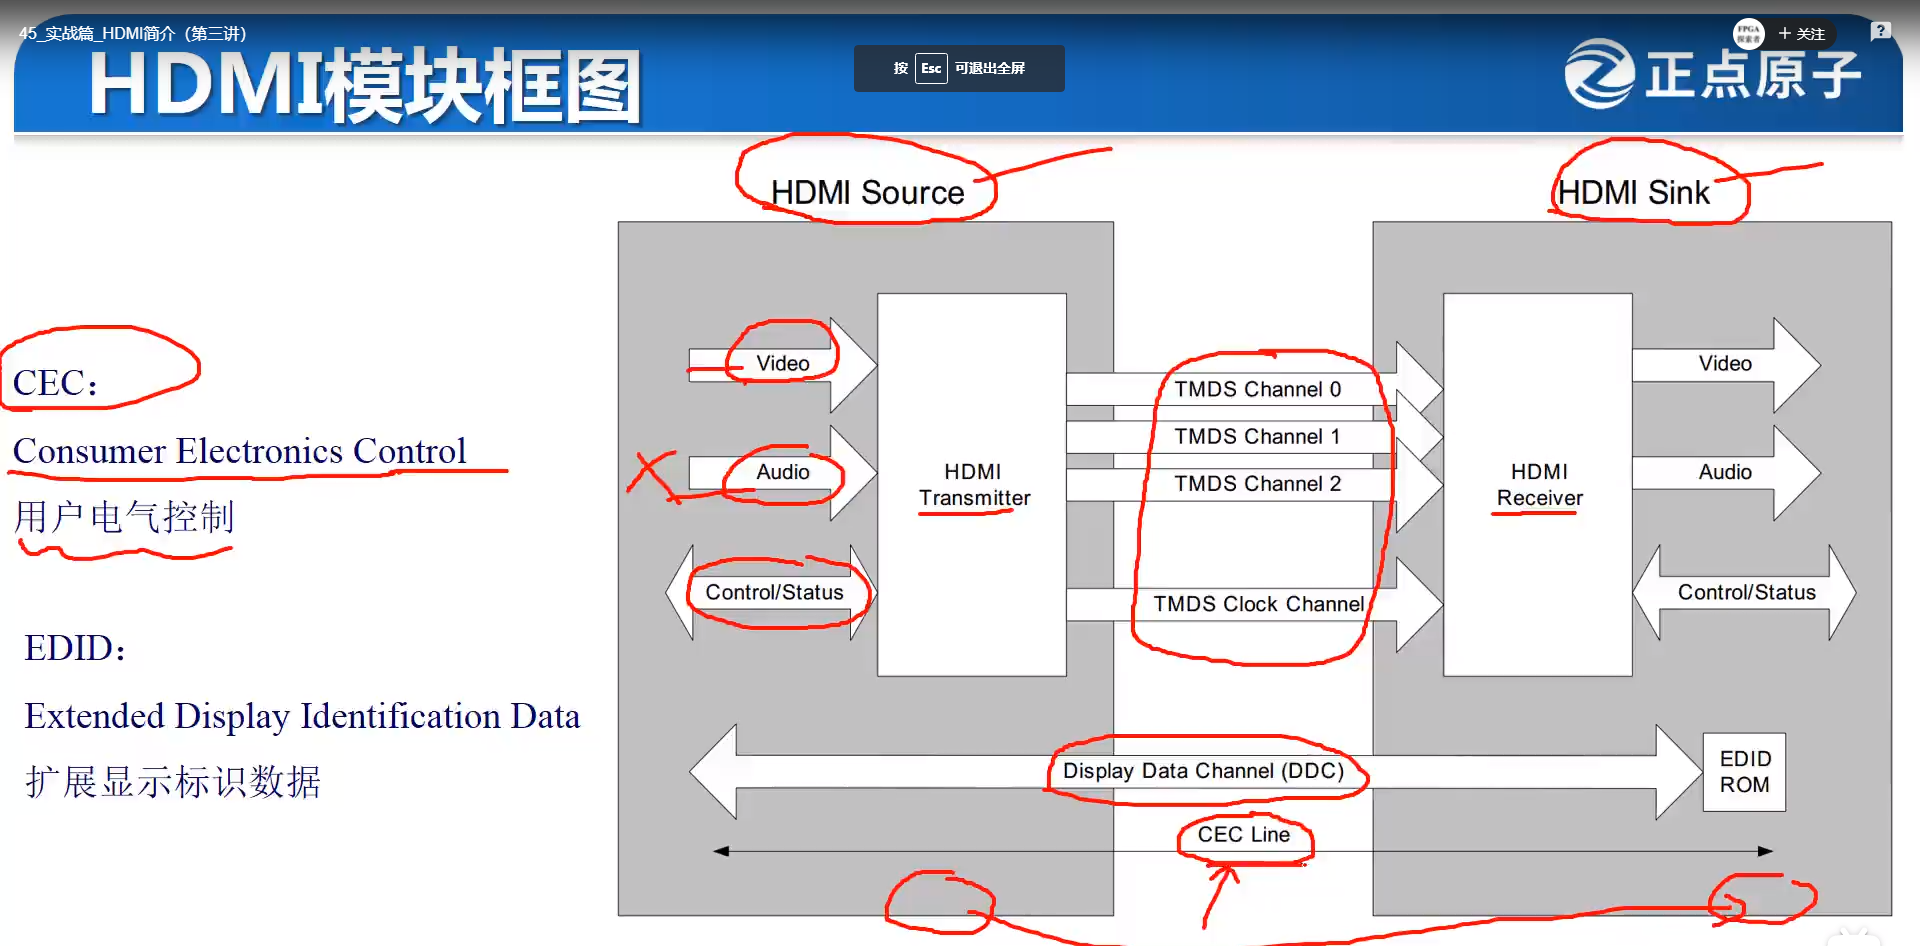 45_实战篇_HDMI简介（第三讲）
FPGA
探索者
+ 关注
?
按 Esc 可退出全屏
HDMI模块框图
正点原子
HDMI Source
HDMI Sink
CEC：
Consumer Electronics Control
用户电气控制
EDID：
Extended Display Identification Data
扩展显示标识数据
Video
Audio
Control/Status
HDMI
Transmitter
TMDS Channel 0
TMDS Channel 1
TMDS Channel 2
TMDS Clock Channel
HDMI
Receiver
Video
Audio
Control/Status
Display Data Channel (DDC)
EDID
ROM
CEC Line